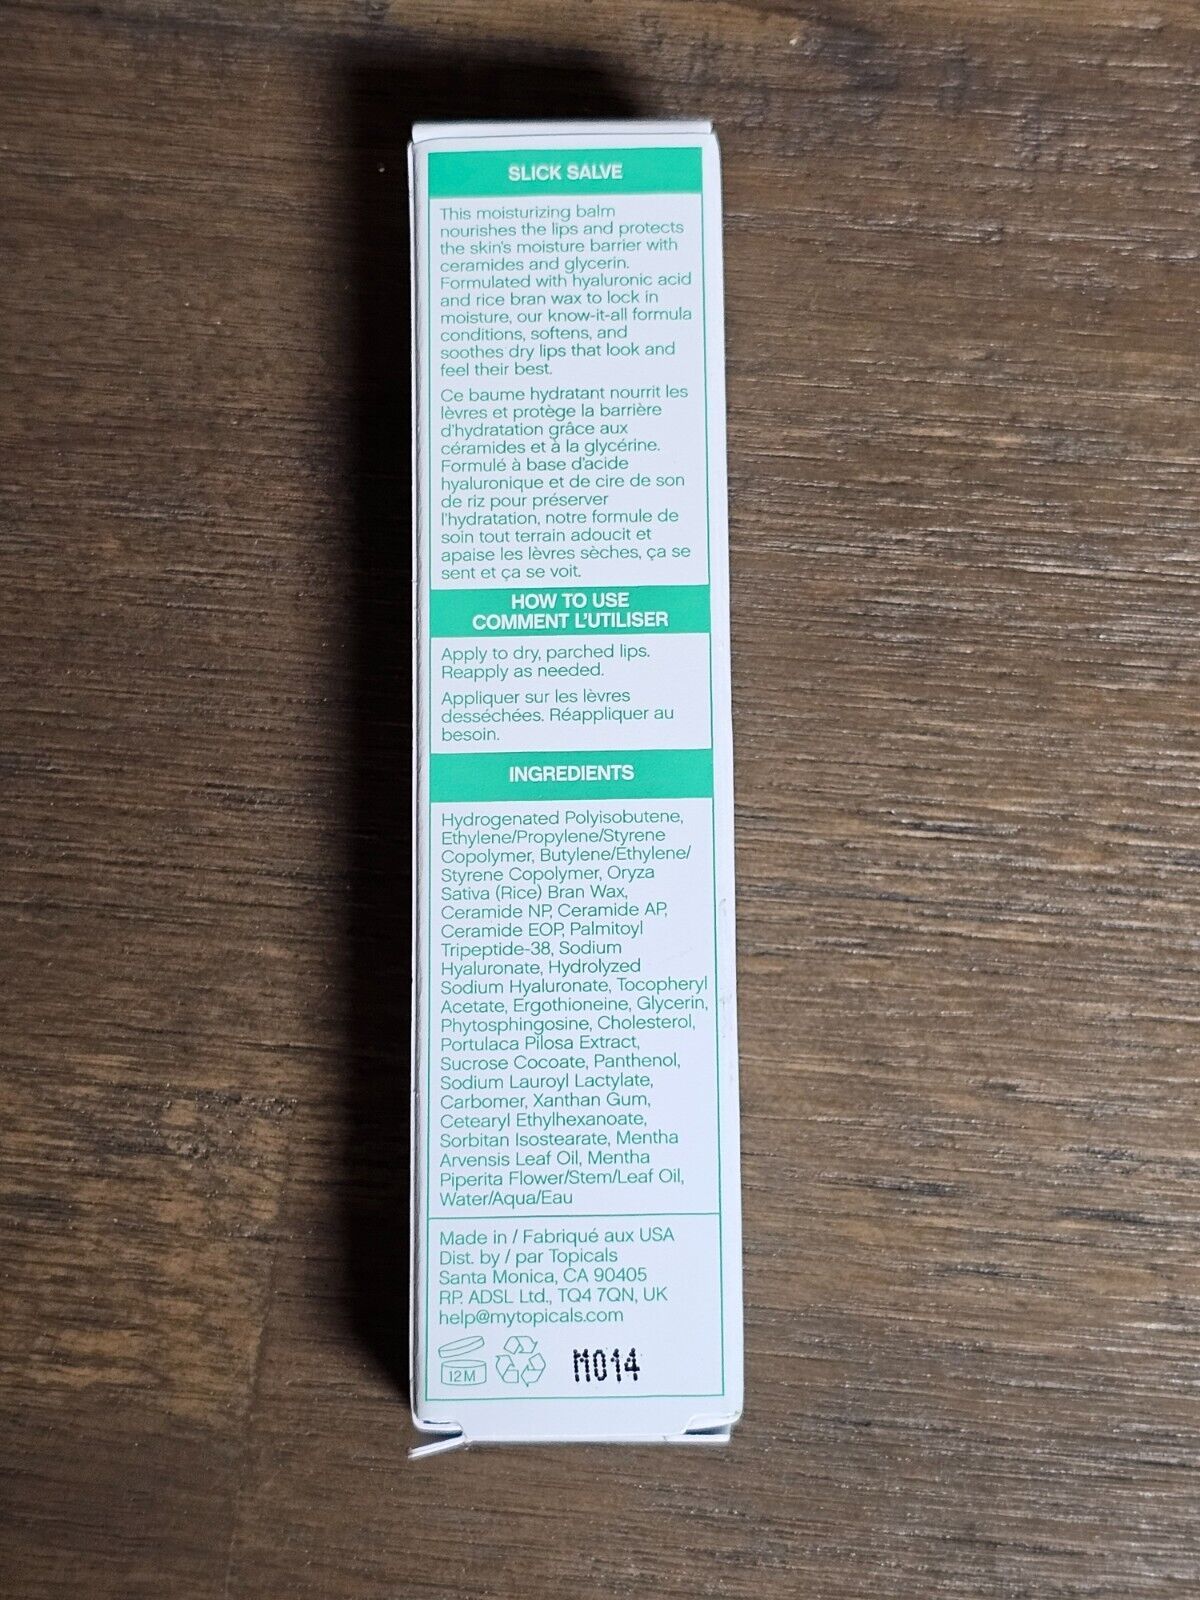 SLICK SALVE
This moisturizing balm
nourishes the lips and protects
the skin's moisture barrier with
ceramides and glycerin.
Formulated with hyaluronic acid
and rice bran wax to lock in
moisture, our know-it-all formula
conditions, softens, and
soothes dry lips that look and
feel their best.
Ce baume hydratant nourrit les
lèvres et protège la barrière
d'hydratation grâce aux
céramides et à la glycérine.
Formulé à base d'acide
hyaluronique et de cire de son
de riz pour préserver
l'hydratation, notre formule de
soin tout terrain adoucit et
apaise les lèvres sèches, ça se
sent et ça se voit.
HOW TO USE
COMMENT L'UTILISER
Apply to dry, parched lips.
Reapply as needed.
Appliquer sur les lèvres
desséchées. Réappliquer au
besoin.
INGREDIENTS
Hydrogenated Polyisobutene,
Ethylene/Propylene/Styrene
Copolymer, Butylene/Ethylene/
Styrene Copolymer, Oryza
Sativa (Rice) Bran Wax,
Ceramide NP, Ceramide AP,
Ceramide EOP, Palmitoyl
Tripeptide-38, Sodium
Hyaluronate, Hydrolyzed
Sodium Hyaluronate, Tocopheryl
Acetate, Ergothioneine, Glycerin,
Phytosphingosine, Cholesterol,
Portulaca Pilosa Extract,
Sucrose Cocoate, Panthenol,
Sodium Lauroyl Lactylate,
Carbomer, Xanthan Gum,
Cetearyl Ethylhexanoate,
Sorbitan Isostearate, Mentha
Arvensis Leaf Oil, Mentha
Piperita Flower/Stem/Leaf Oil,
Water/Aqua/Eau
Made in / Fabriqué aux USA
Dist. by / par Topicals
Santa Monica, CA 90405
RP. ADSL Ltd., TQ4 7QN, UK
help@mytopicals.com
12M
M014